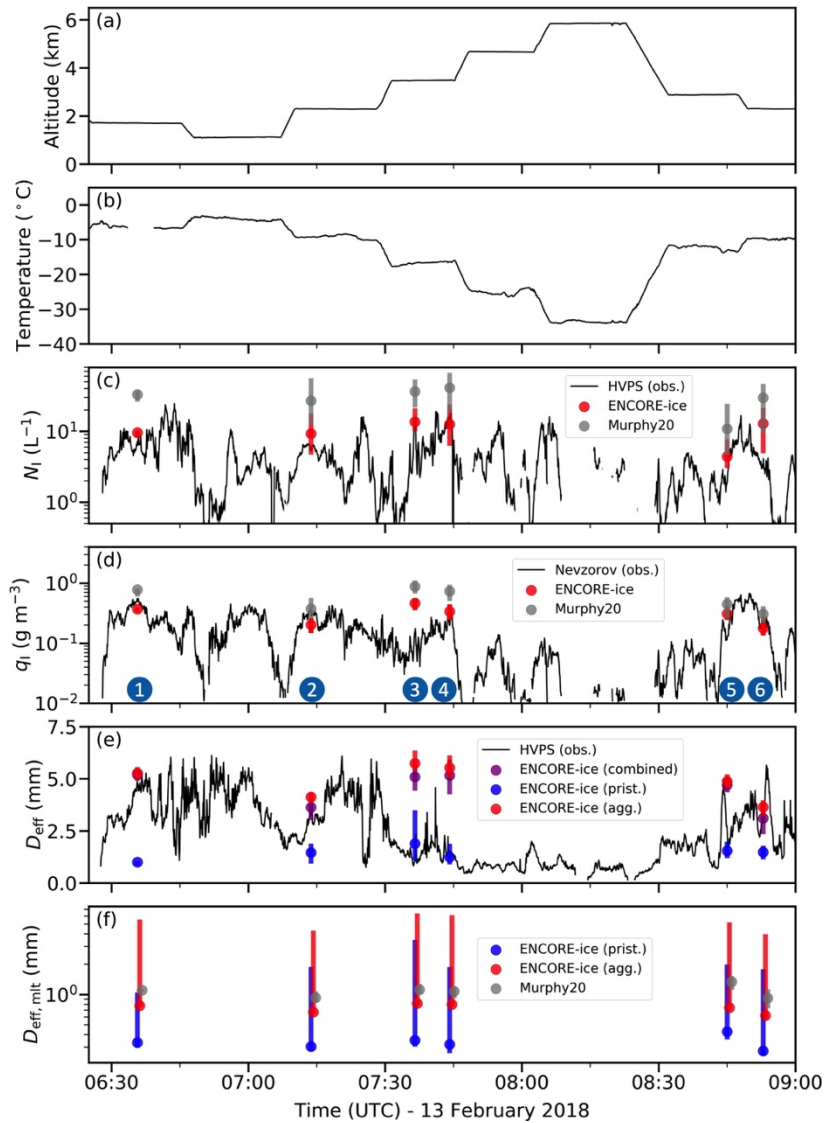 (a)
6
4
2
0
Altitude (km)
(b)
0
−10
−20
−30
−40
Temperature (°C)
(c)
10¹
10⁰
N_I (L⁻¹)
HVPS (obs.)
ENCORE-ice
Murphy20
(d)
10⁰
10⁻¹
10⁻²
q_I (g m⁻³)
Nevzorov (obs.)
ENCORE-ice
Murphy20
1 2 3 4 5 6
(e)
7.5
5.0
2.5
0.0
D_eff (mm)
HVPS (obs.)
ENCORE-ice (combined)
ENCORE-ice (prist.)
ENCORE-ice (agg.)
(f)
10⁰
D_eff,mlt (mm)
ENCORE-ice (prist.)
ENCORE-ice (agg.)
Murphy20
06:30 07:00 07:30 08:00 08:30 09:00
Time (UTC) - 13 February 2018